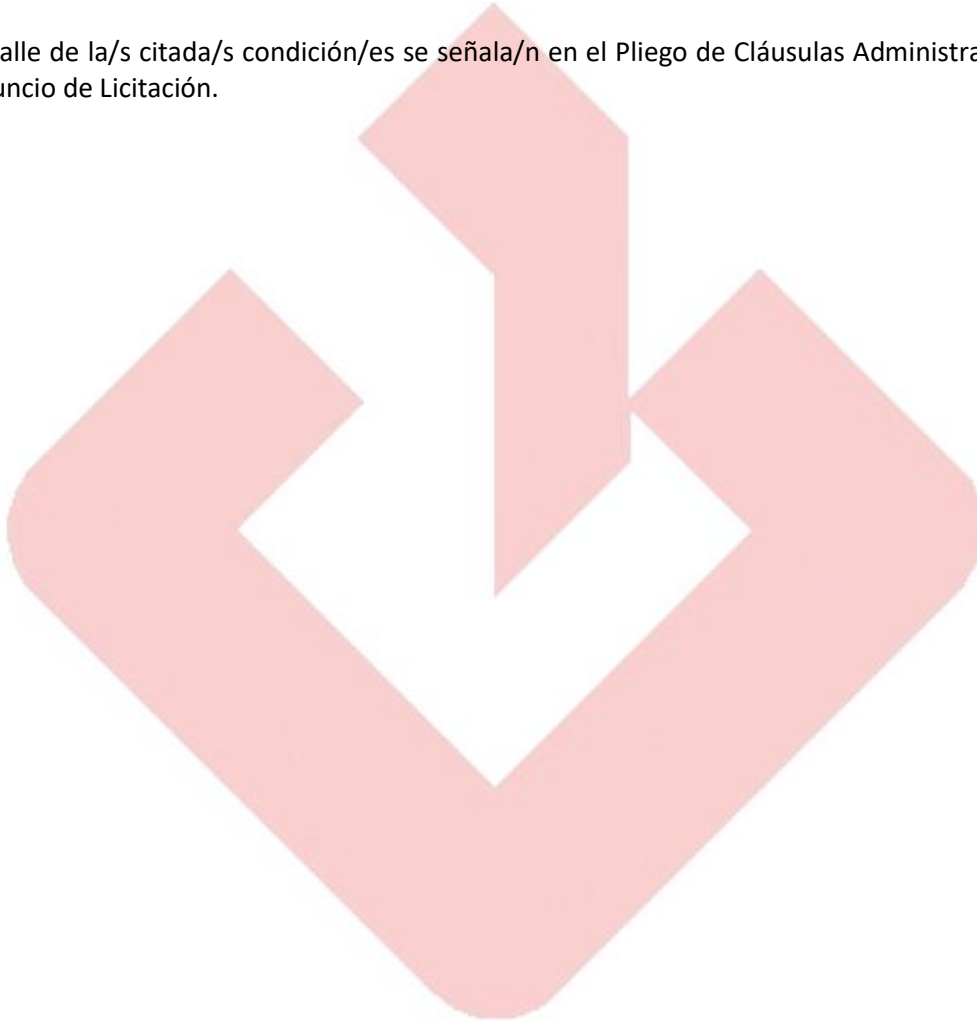 alle de la/s citada/s condición/es se señala/n en el Pliego de Cláusulas Administra
uncio de Licitación.